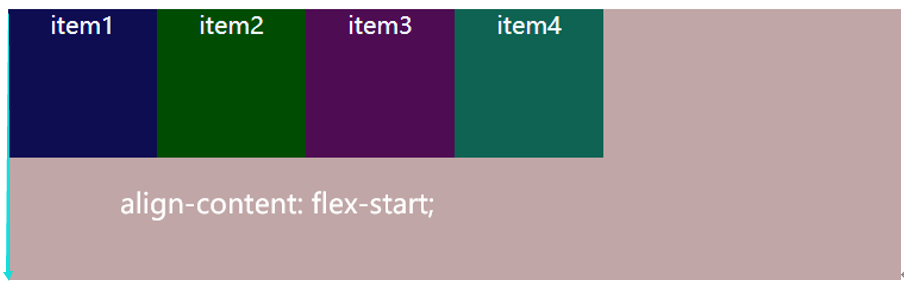 item1 item2 item3 item4
align-content: flex-start;